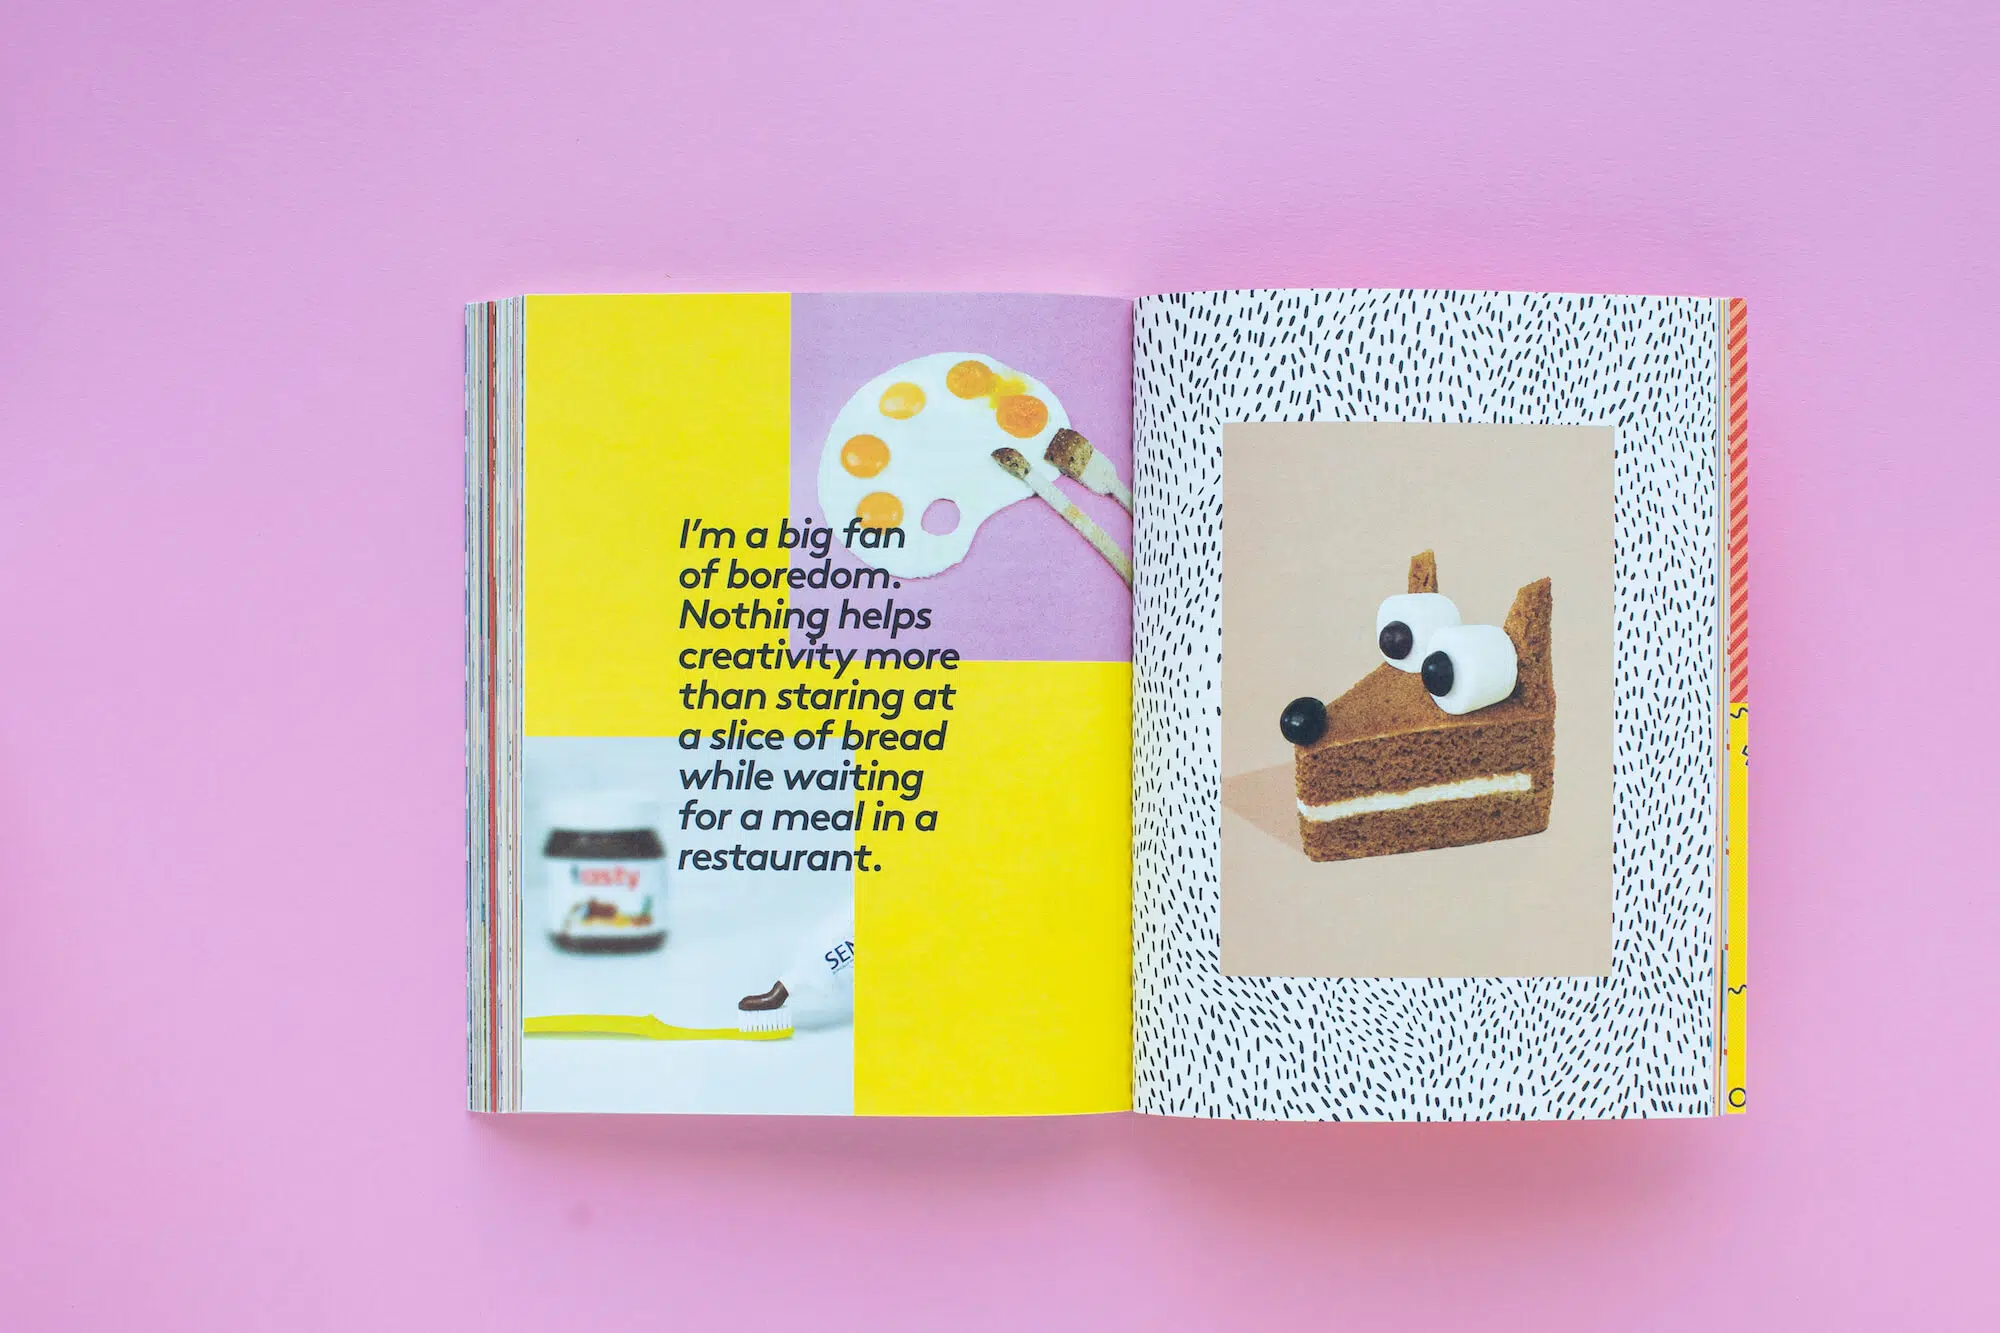 I'm a big fan
of boredom.
Nothing helps
creativity more
than staring at
a slice of bread
while waiting
for a meal in a
restaurant.
tasty
SEN